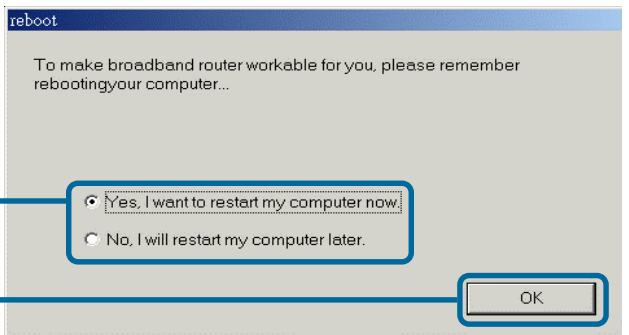 reboot
To make broadband router workable for you, please remember
rebootingyour computer...
Yes, I want to restart my computer now.
No, I will restart my computer later.
OK